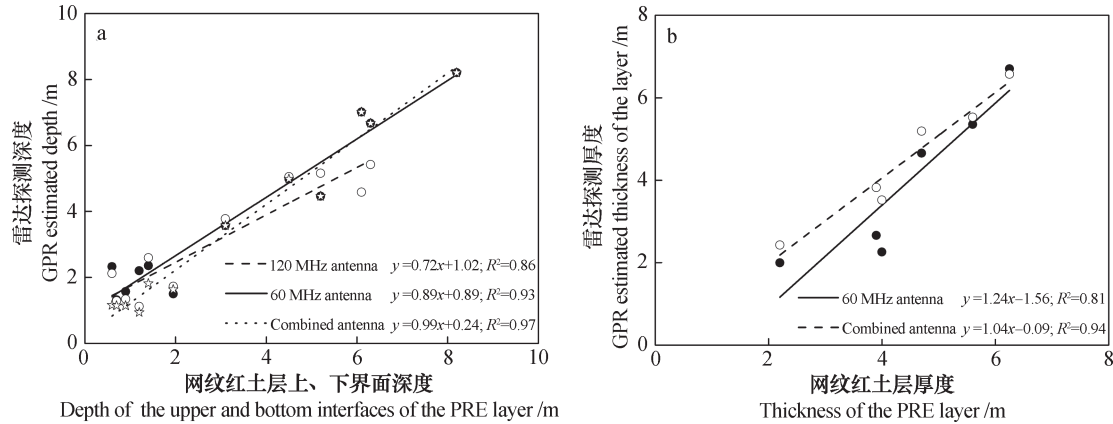 a
10
8
6
4
2
0
雷达探测深度
GPR estimated depth /m
120 MHz antenna y=0.72x+1.02; R²=0.86
60 MHz antenna y=0.89x+0.89; R²=0.93
Combined antenna y=0.99x+0.24; R²=0.97
0 2 4 6 8 10
网纹红土层上、下界面深度
Depth of the upper and bottom interfaces of the PRE layer /m
b
8
6
4
2
0
雷达探测厚度
GPR estimated thickness of the layer /m
60 MHz antenna y=1.24x–1.56; R²=0.81
Combined antenna y=1.04x–0.09; R²=0.94
0 2 4 6 8
网纹红土层厚度
Thickness of the PRE layer /m